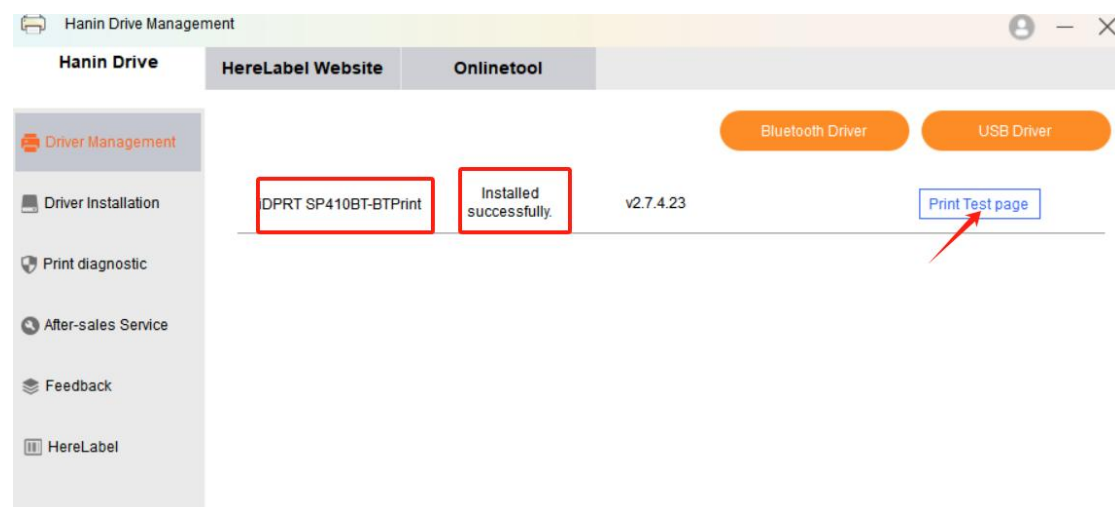 Hanin Drive Management
Hanin Drive
HereLabel Website
Onlinetool
Driver Management
Bluetooth Driver
USB Driver
Driver Installation
iDPRT SP410BT-BTPrint
Installed
successfully.
v2.7.4.23
Print Test page
Print diagnostic
After-sales Service
Feedback
HereLabel